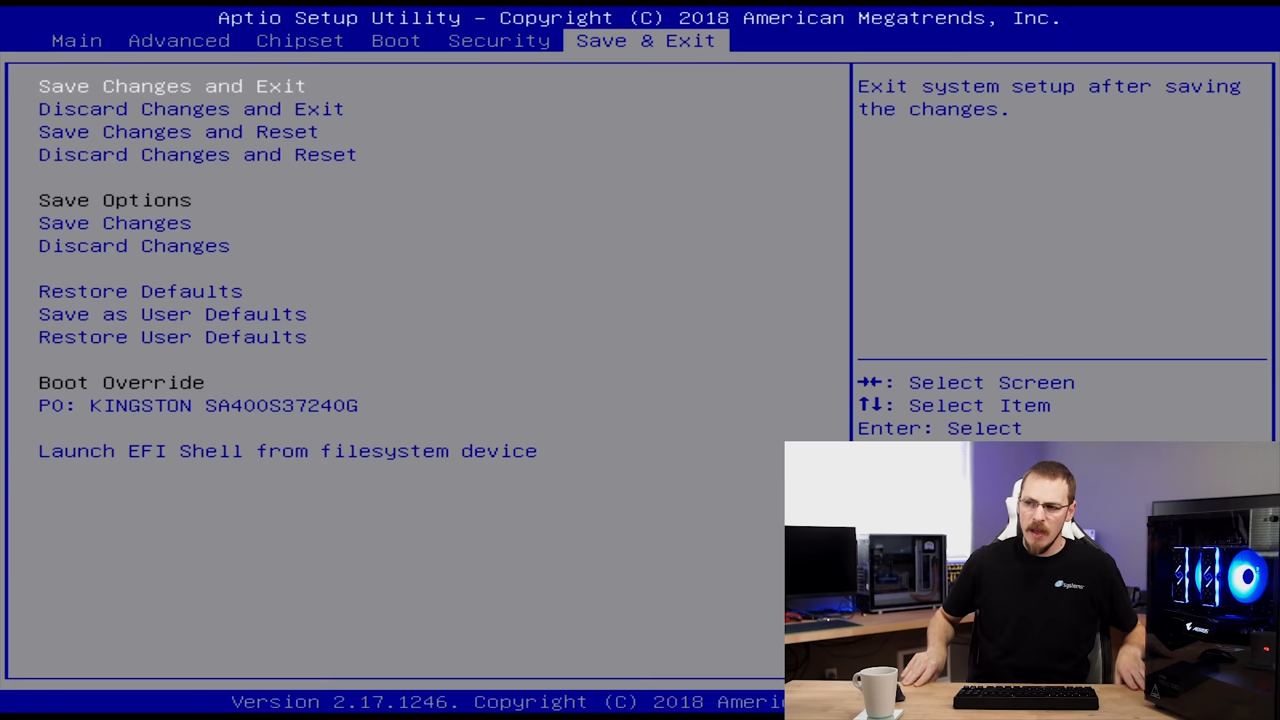 Aptio Setup Utility – Copyright (C) 2018 American Megatrends, Inc.
Main Advanced Chipset Boot Security Save & Exit
Save Changes and Exit
Discard Changes and Exit
Save Changes and Reset
Discard Changes and Reset
Save Options
Save Changes
Discard Changes
Restore Defaults
Save as User Defaults
Restore User Defaults
Boot Override
P0: KINGSTON SA400S37240G
Launch EFI Shell from filesystem device
Exit system setup after saving
the changes.
→←: Select Screen
↑↓: Select Item
Enter: Select
Version 2.17.1246. Copyright (C) 2018 Ameri
systems
AORUS